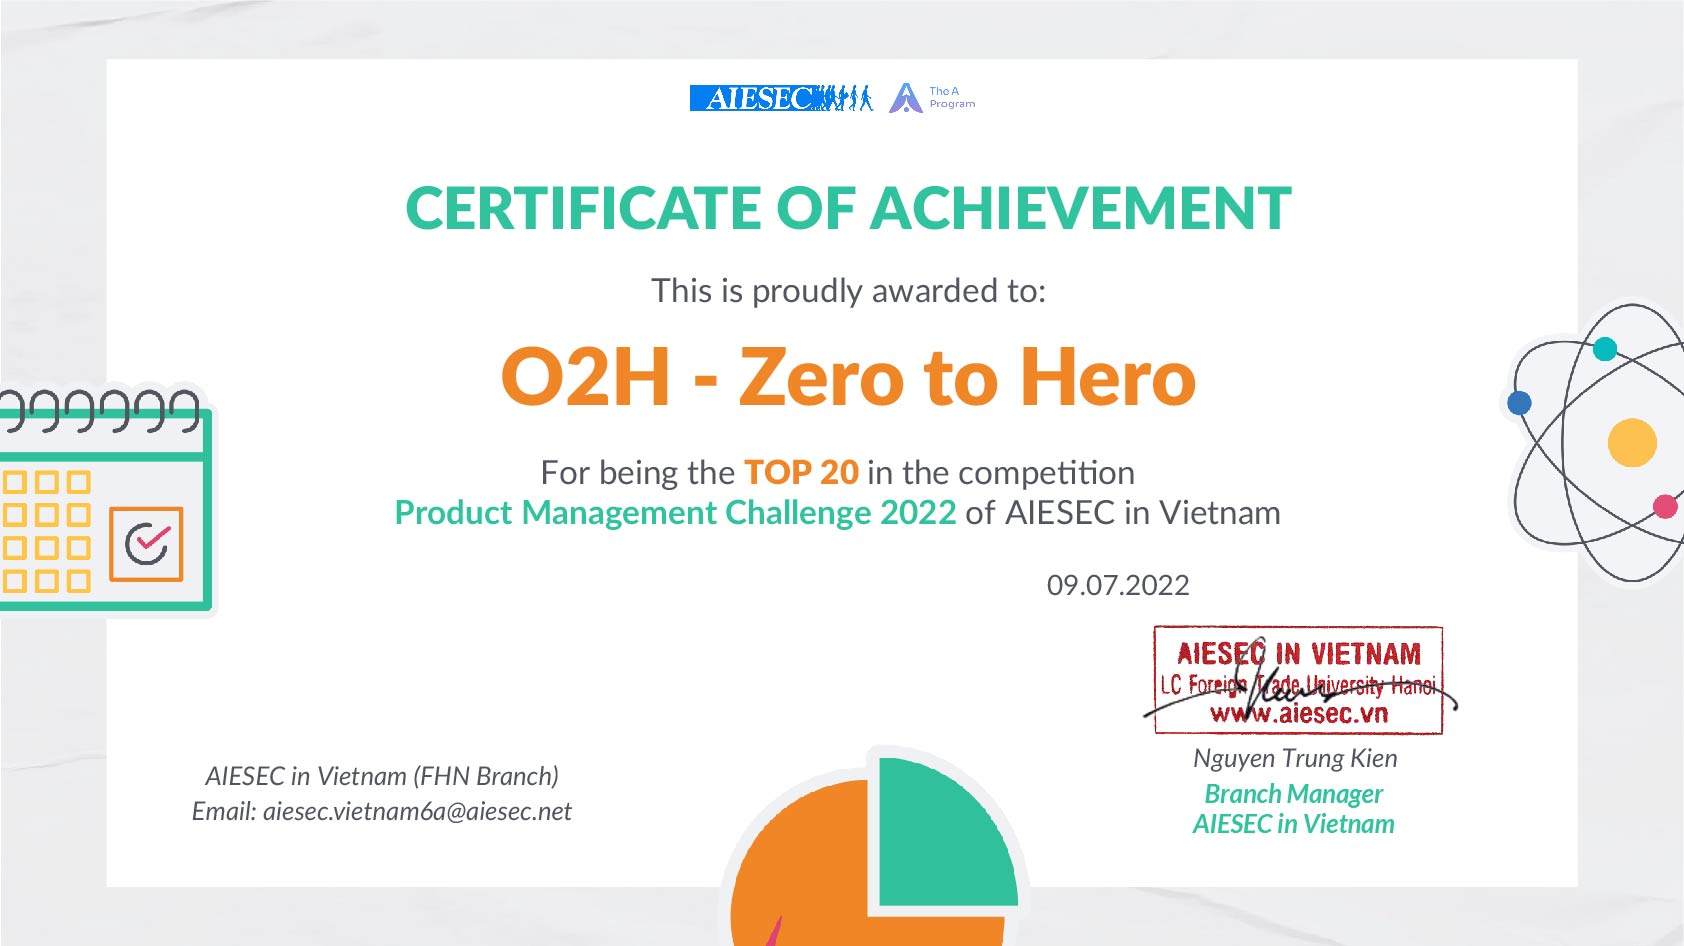 AIESEC
The A
Program
CERTIFICATE OF ACHIEVEMENT
This is proudly awarded to:
O2H - Zero to Hero
For being the TOP 20 in the competition
Product Management Challenge 2022 of AIESEC in Vietnam
09.07.2022
AIESEC IN VIETNAM
LC Foreign Trade University Hanoi
www.aiesec.vn
Nguyen Trung Kien
Branch Manager
AIESEC in Vietnam
AIESEC in Vietnam (FHN Branch)
Email: aiesec.vietnam6a@aiesec.net